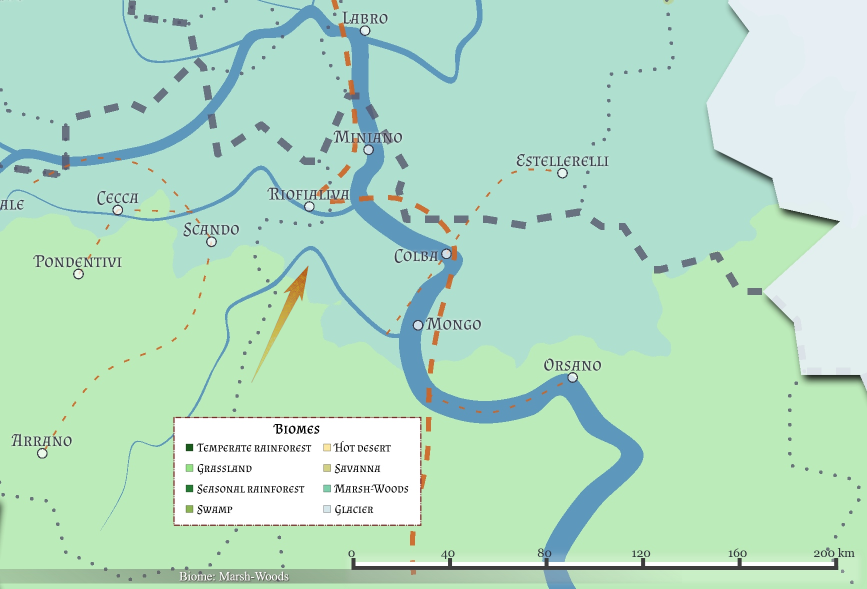 Labro
Miniano
Estellerelli
Riofialiva
Cecca
ale
Scando
Pondentivi
Colba
Mongo
Orsano
Arrano
Biomes
Temperate rainforest
Hot desert
Grassland
Savanna
Seasonal rainforest
Marsh-Woods
Swamp
Glacier
0 40 80 120 160 200 km
Biome: Marsh-Woods